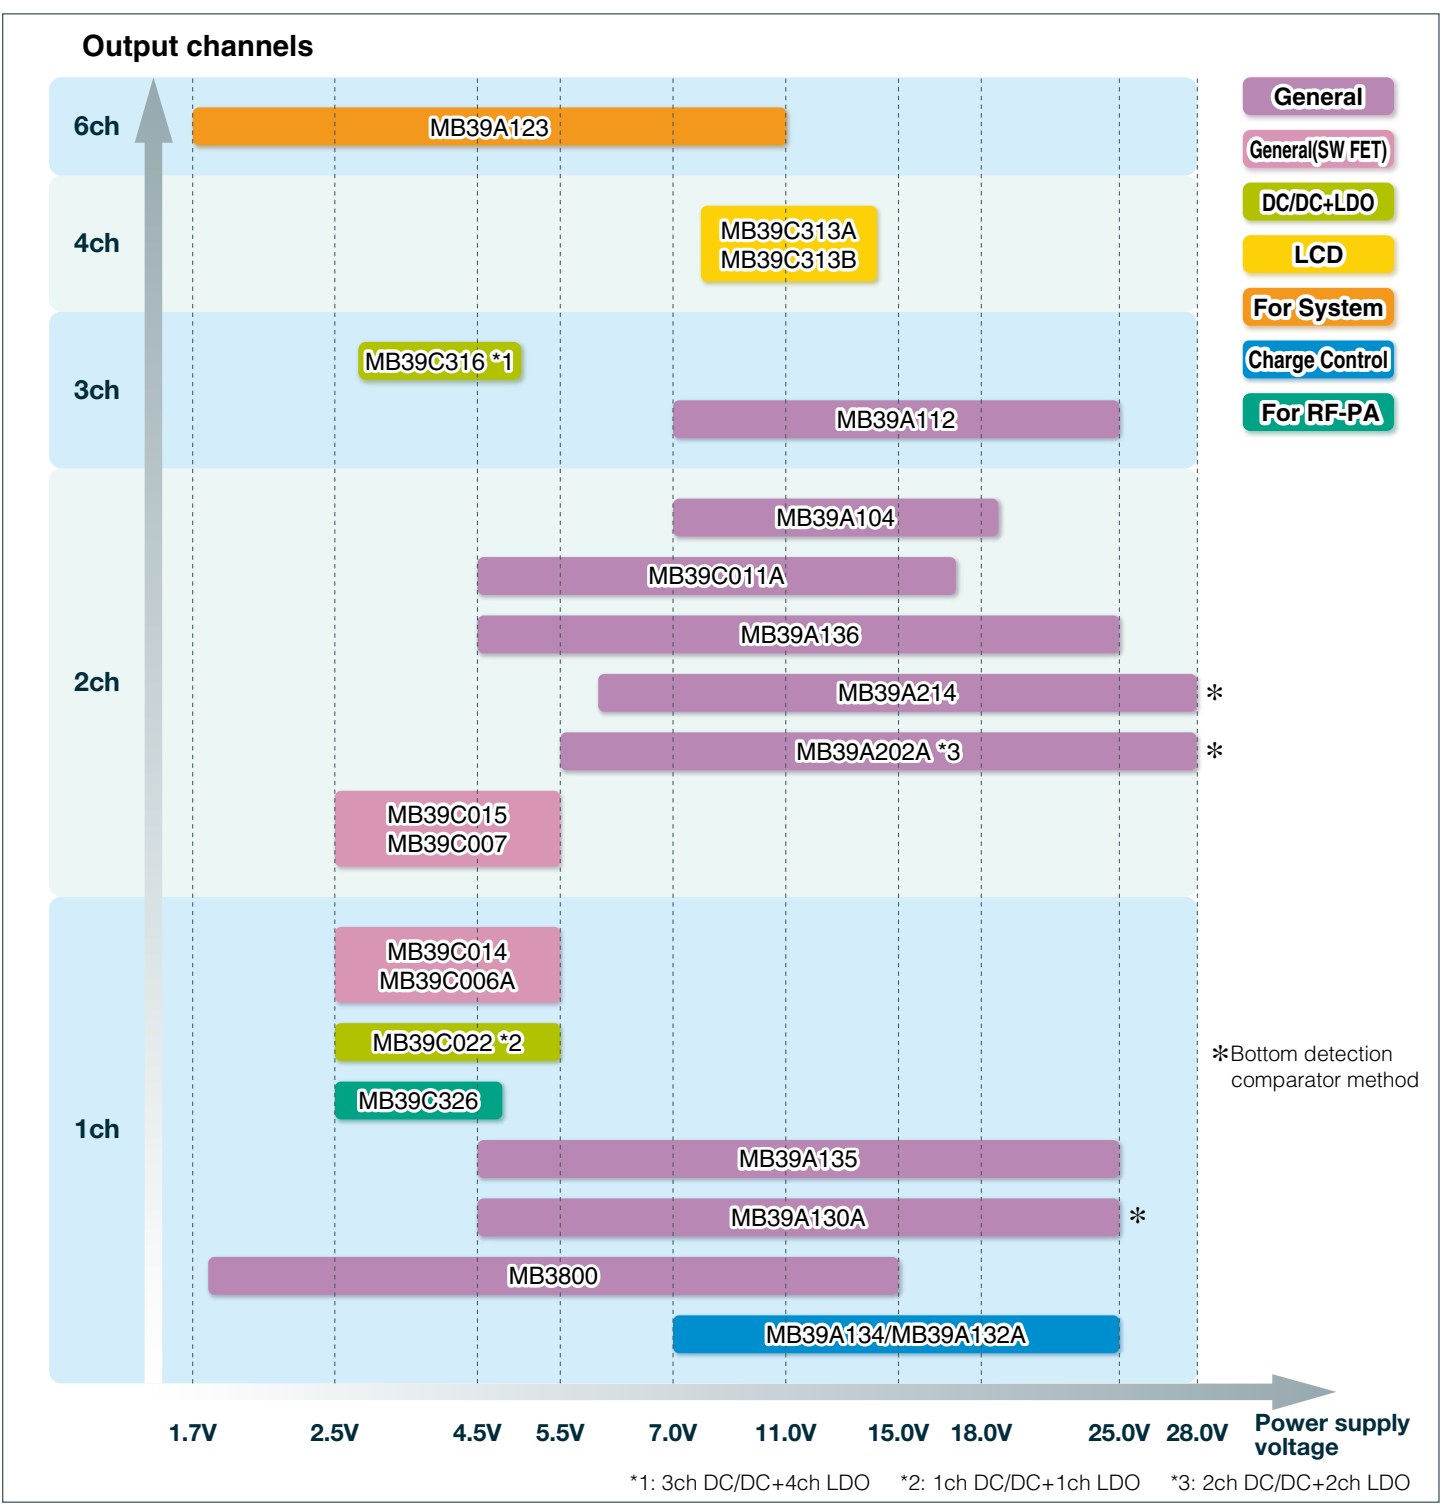 Output channels
6ch
MB39A123
4ch
MB39C313A
MB39C313B
3ch
MB39C316 *1
MB39A112
2ch
MB39A104
MB39C011A
MB39A136
MB39A214
*
MB39A202A *3
*
MB39C015
MB39C007
1ch
MB39C014
MB39C006A
MB39C022 *2
MB39C326
MB39A135
MB39A130A
*
MB3800
MB39A134/MB39A132A
General
General(SW FET)
DC/DC+LDO
LCD
For System
Charge Control
For RF-PA
*Bottom detection
comparator method
1.7V 2.5V 4.5V 5.5V 7.0V 11.0V 15.0V 18.0V 25.0V 28.0V
Power supply
voltage
*1: 3ch DC/DC+4ch LDO *2: 1ch DC/DC+1ch LDO *3: 2ch DC/DC+2ch LDO